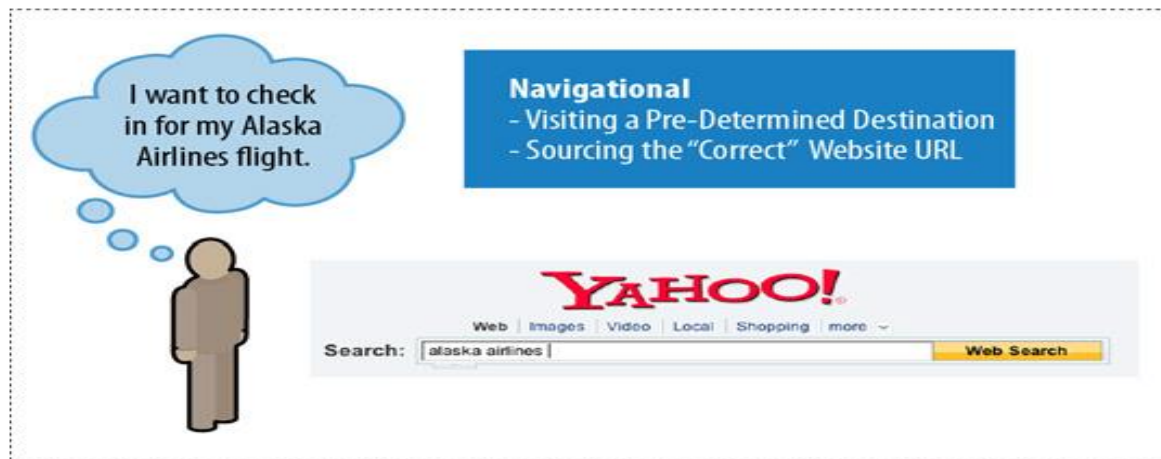 I want to check
in for my Alaska
Airlines flight.
Navigational
- Visiting a Pre-Determined Destination
- Sourcing the “Correct” Website URL
YAHOO!
Web | Images | Video | Local | Shopping | more
Search: alaska airlines Web Search